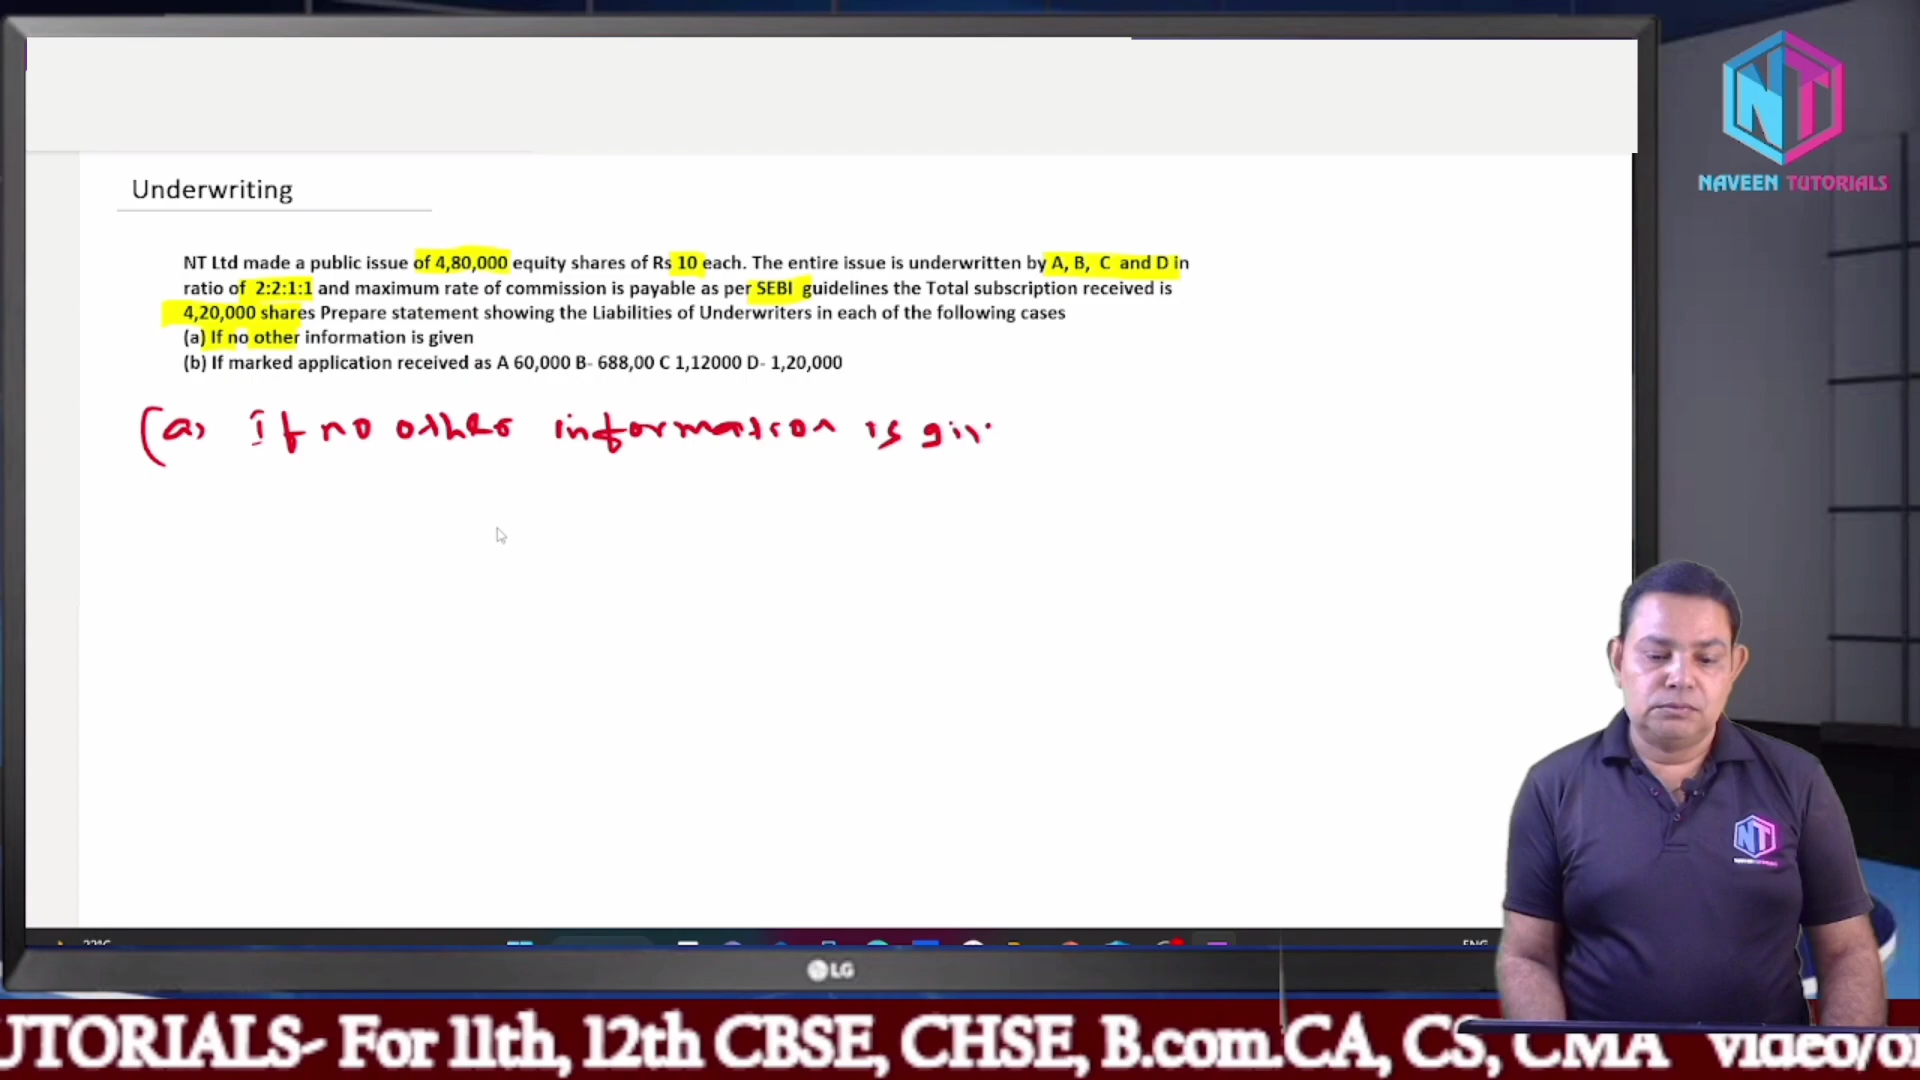 NT
NAVEEN TUTORIALS
Underwriting
NT Ltd made a public issue of 4,80,000 equity shares of Rs 10 each. The entire issue is underwritten by A, B, C and D in
ratio of 2:2:1:1 and maximum rate of commission is payable as per SEBI guidelines the Total subscription received is
4,20,000 shares Prepare statement showing the Liabilities of Underwriters in each of the following cases
(a) If no other information is given
(b) If marked application received as A 60,000 B- 688,00 C 1,12000 D- 1,20,000
(a) If no other information is giv
NT
ENG
LG
UTORIALS- For 11th, 12th CBSE, CHSE, B.com.CA, CS, CMA video/o